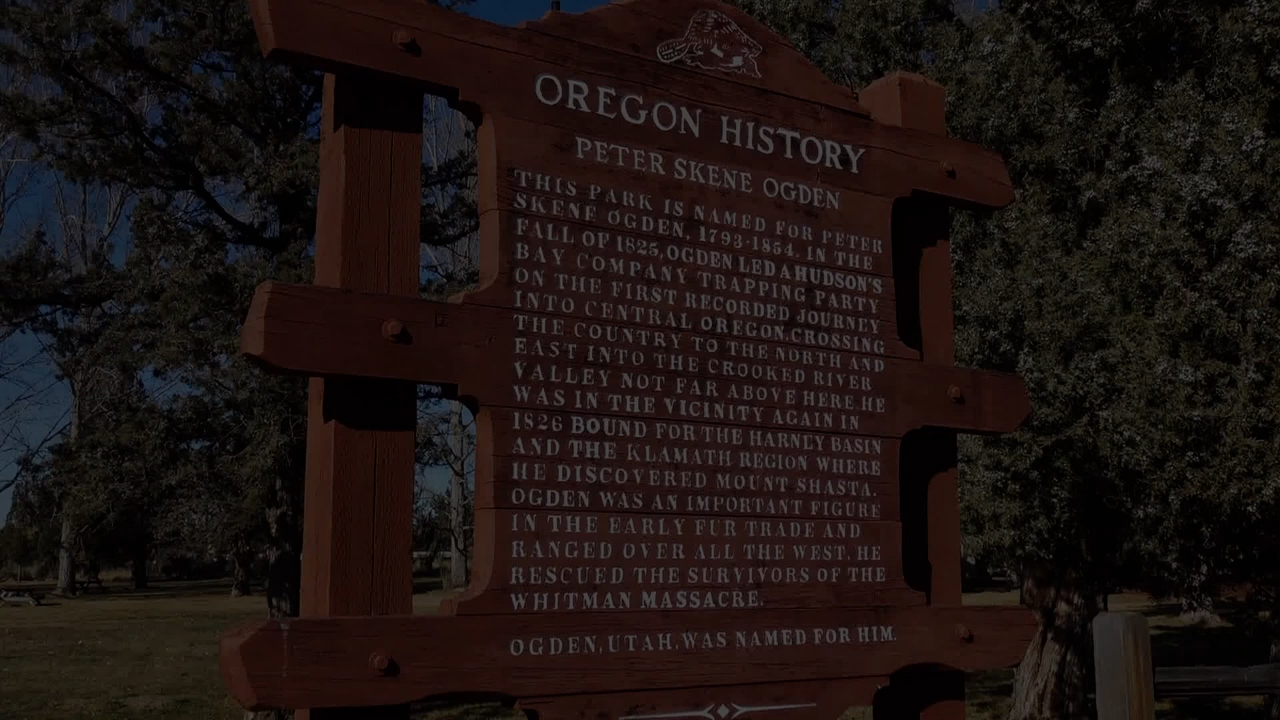 OREGON HISTORY
PETER SKENE OGDEN
THIS PARK IS NAMED FOR PETER
SKENE OGDEN, 1793-1854. IN THE
FALL OF 1825, OGDEN LED A HUDSON'S
BAY COMPANY TRAPPING PARTY
ON THE FIRST RECORDED JOURNEY
INTO CENTRAL OREGON, CROSSING
THE COUNTRY TO THE NORTH AND
EAST INTO THE CROOKED RIVER
VALLEY NOT FAR ABOVE HERE. HE
WAS IN THE VICINITY AGAIN IN
1826 BOUND FOR THE HARNEY BASIN
AND THE KLAMATH REGION WHERE
HE DISCOVERED MOUNT SHASTA.
OGDEN WAS AN IMPORTANT FIGURE
IN THE EARLY FUR TRADE AND
RANGED OVER ALL THE WEST. HE
RESCUED THE SURVIVORS OF THE
WHITMAN MASSACRE.
OGDEN, UTAH, WAS NAMED FOR HIM.